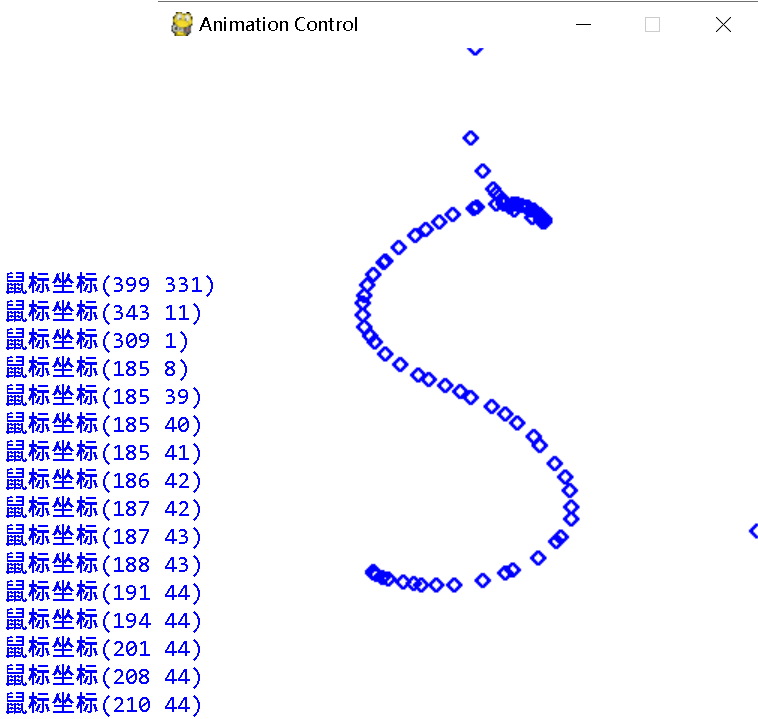 Animation Control
鼠标坐标(399 331)
鼠标坐标(343 11)
鼠标坐标(309 1)
鼠标坐标(185 8)
鼠标坐标(185 39)
鼠标坐标(185 40)
鼠标坐标(185 41)
鼠标坐标(186 42)
鼠标坐标(187 42)
鼠标坐标(187 43)
鼠标坐标(188 43)
鼠标坐标(191 44)
鼠标坐标(194 44)
鼠标坐标(201 44)
鼠标坐标(208 44)
鼠标坐标(210 44)